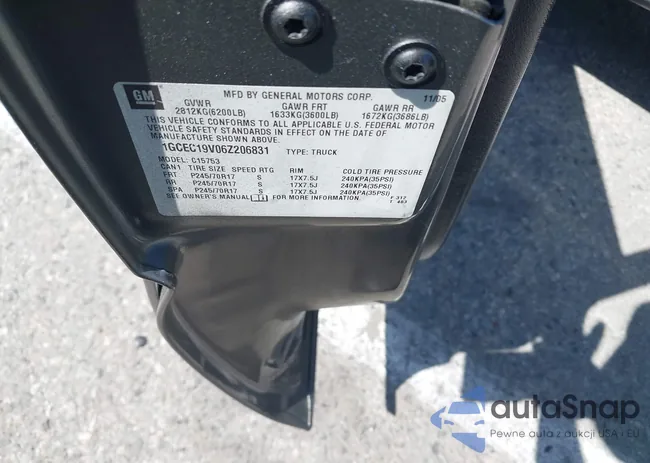 GM
MFD BY GENERAL MOTORS CORP. 11/05
GVWR GAWR FRT GAWR RR
2812KG(6200LB) 1633KG(3600LB) 1672KG(3686LB)
THIS VEHICLE CONFORMS TO ALL APPLICABLE U.S. FEDERAL MOTOR
VEHICLE SAFETY STANDARDS IN EFFECT ON THE DATE OF
MANUFACTURE SHOWN ABOVE.
1GCEC19V06Z206831 TYPE: TRUCK
MODEL: C15753
CAN1 TIRE SIZE SPEED RTG RIM COLD TIRE PRESSURE
FRT P245/70R17 S 17X7.5J 240KPA(35PSI)
RR P245/70R17 S 17X7.5J 240KPA(35PSI)
SPA P245/70R17 S 17X7.5J 240KPA(35PSI)
SEE OWNER'S MANUAL FOR MORE INFORMATION.
autoSnap
Pewne auta z aukcji USA i EU